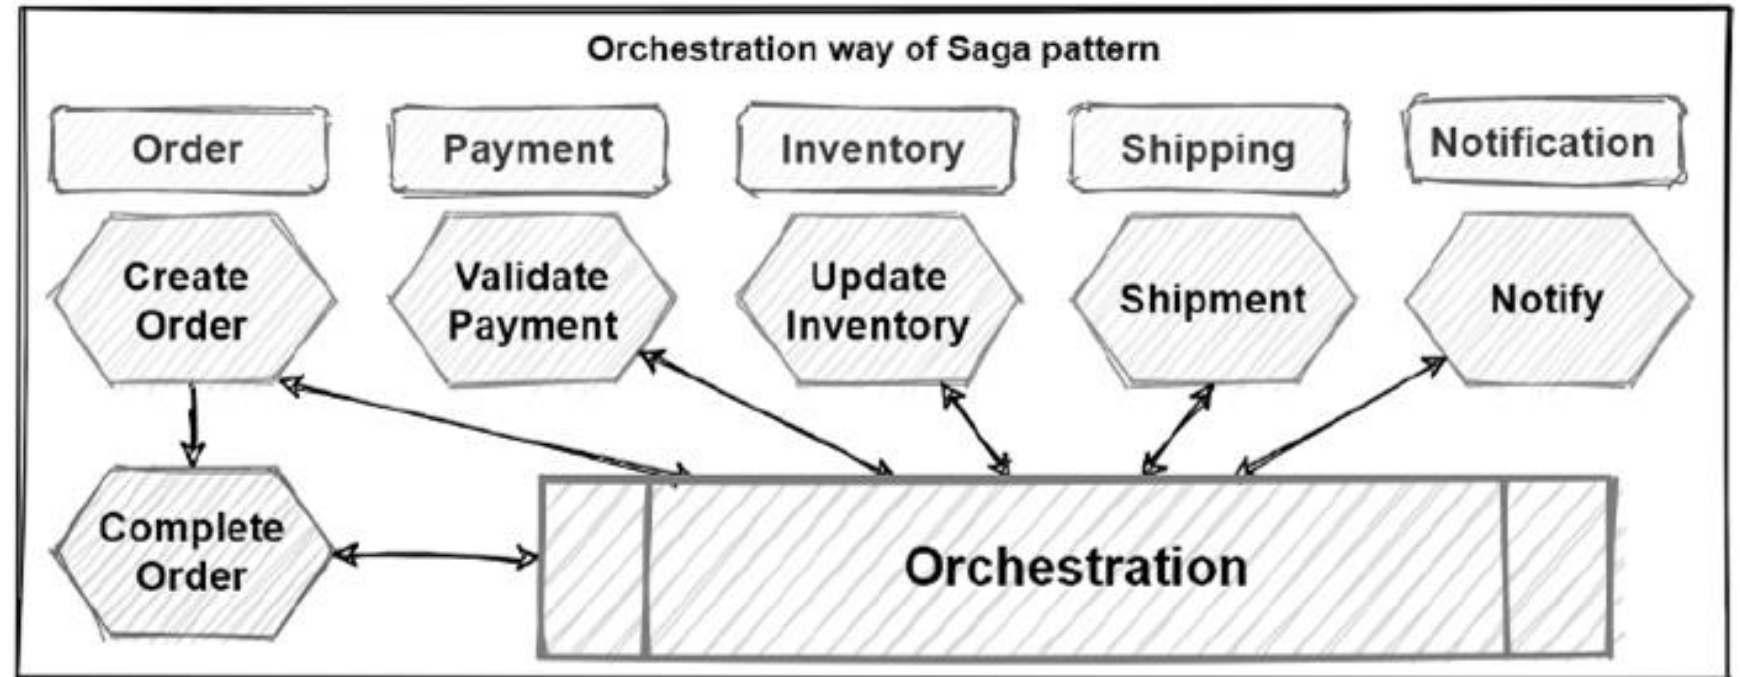 Orchestration way of Saga pattern
Order
Payment
Inventory
Shipping
Notification
Create
Order
Validate
Payment
Update
Inventory
Shipment
Notify
Complete
Order
Orchestration